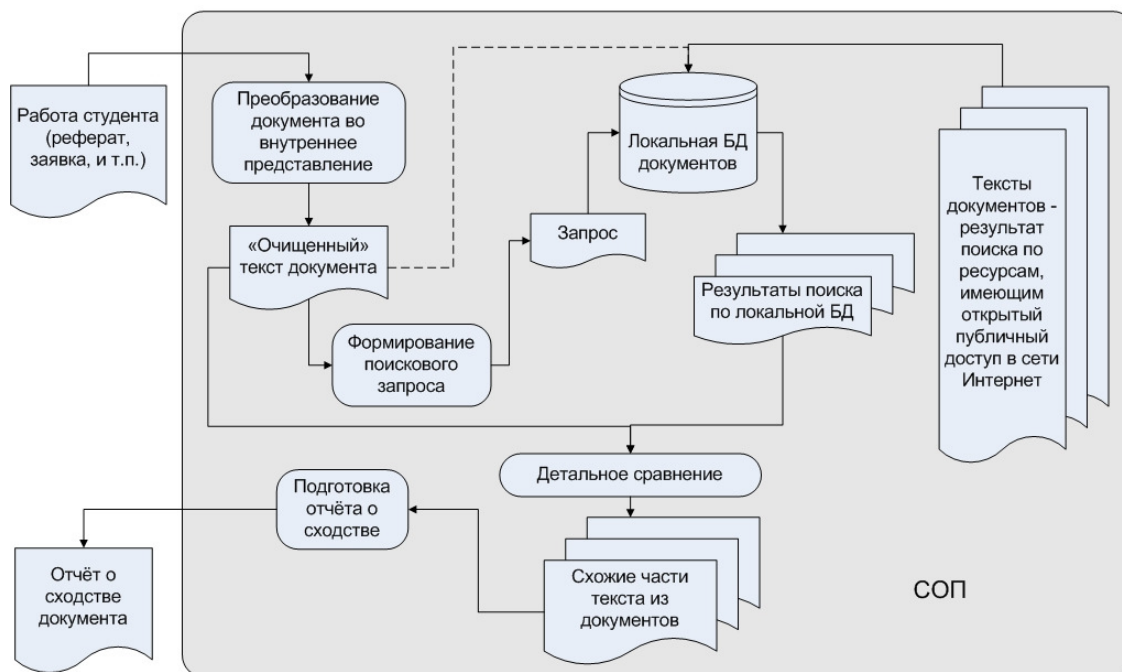 Работа студента
(реферат,
заявка, и т.п.)
Преобразование
документа во
внутреннее
представление
«Очищенный»
текст документа
Формирование
поискового
запроса
Запрос
Локальная БД
документов
Результаты поиска
по локальной БД
Тексты
документов -
результат
поиска по
ресурсам,
имеющим
открытый
публичный
доступ в сети
Интернет
Детальное сравнение
Схожие части
текста из
документов
Подготовка
отчёта о
сходстве
Отчёт о
сходстве
документа
СОП